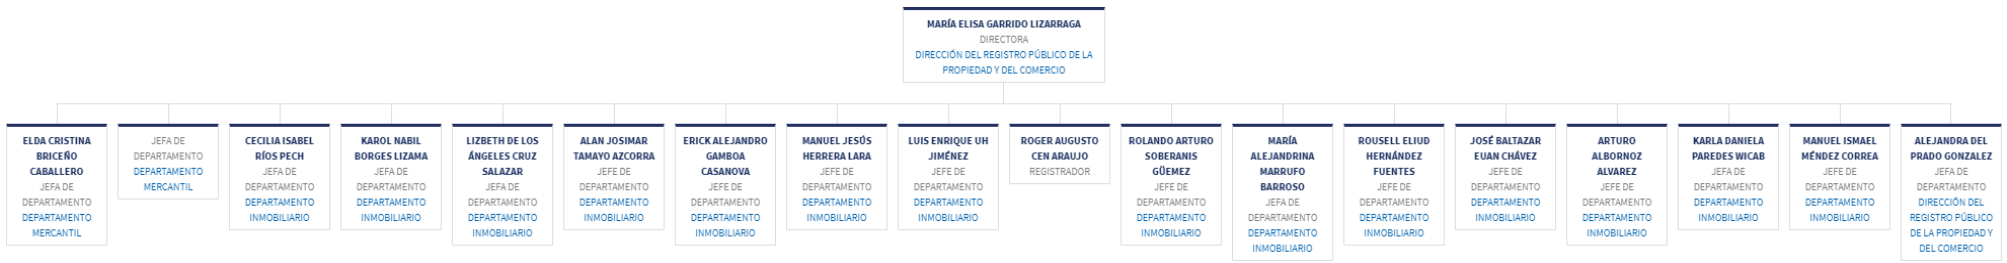 MARÍA ELISA GARRIDO LIZARRAGA
DIRECTORA
DIRECCIÓN DEL REGISTRO PÚBLICO DE LA
PROPIEDAD Y DEL COMERCIO
ELDA CRISTINA
BRICEÑO
CABALLERO
JEFA DE
DEPARTAMENTO
DEPARTAMENTO
MERCANTIL
JEFA DE
DEPARTAMENTO
DEPARTAMENTO
MERCANTIL
CECILIA ISABEL
RÍOS PECH
JEFA DE
DEPARTAMENTO
DEPARTAMENTO
INMOBILIARIO
KAROL NABIL
BORGES LIZAMA
JEFA DE
DEPARTAMENTO
DEPARTAMENTO
INMOBILIARIO
LIZBETH DE LOS
ÁNGELES CRUZ
SALAZAR
JEFA DE
DEPARTAMENTO
DEPARTAMENTO
INMOBILIARIO
ALAN JOSIMAR
TAMAYO AZCORRA
JEFE DE
DEPARTAMENTO
DEPARTAMENTO
INMOBILIARIO
ERICK ALEJANDRO
GAMBOA
CASANOVA
JEFE DE
DEPARTAMENTO
DEPARTAMENTO
INMOBILIARIO
MANUEL JESÚS
HERRERA LARA
JEFE DE
DEPARTAMENTO
DEPARTAMENTO
INMOBILIARIO
LUIS ENRIQUE UH
JIMÉNEZ
JEFE DE
DEPARTAMENTO
DEPARTAMENTO
INMOBILIARIO
ROGER AUGUSTO
CEN ARAUJO
REGISTRADOR
ROLANDO ARTURO
SOBERANIS
GÜEMEZ
JEFE DE
DEPARTAMENTO
DEPARTAMENTO
INMOBILIARIO
MARÍA
ALEJANDRINA
MARRUFO
BARROSO
JEFA DE
DEPARTAMENTO
DEPARTAMENTO
INMOBILIARIO
ROUSELL ELIUD
HERNÁNDEZ
FUENTES
JEFE DE
DEPARTAMENTO
DEPARTAMENTO
INMOBILIARIO
JOSÉ BALTAZAR
EUAN CHÁVEZ
JEFE DE
DEPARTAMENTO
DEPARTAMENTO
INMOBILIARIO
ARTURO
ALBORNOZ
ALVAREZ
JEFE DE
DEPARTAMENTO
DEPARTAMENTO
INMOBILIARIO
KARLA DANIELA
PAREDES WICAB
JEFA DE
DEPARTAMENTO
DEPARTAMENTO
INMOBILIARIO
MANUEL ISMAEL
MÉNDEZ CORREA
JEFE DE
DEPARTAMENTO
DEPARTAMENTO
INMOBILIARIO
ALEJANDRA DEL
PRADO GONZALEZ
JEFA DE
DEPARTAMENTO
DIRECCIÓN DEL
REGISTRO PÚBLICO
DE LA PROPIEDAD Y
DEL COMERCIO